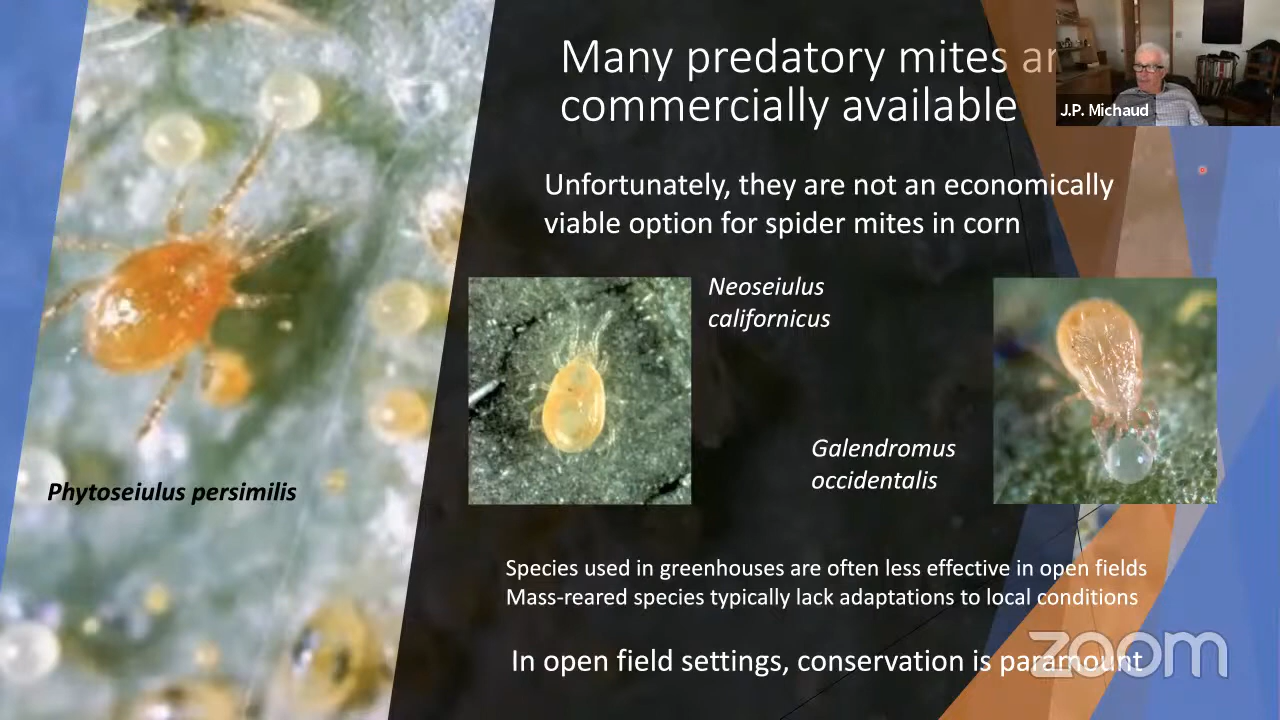 Many predatory mites ar
commercially available
J.P. Michaud
Unfortunately, they are not an economically
viable option for spider mites in corn
Neoseiulus
californicus
Galendromus
occidentalis
Phytoseiulus persimilis
Species used in greenhouses are often less effective in open fields
Mass-reared species typically lack adaptations to local conditions
In open field settings, conservation is paramount
zoom